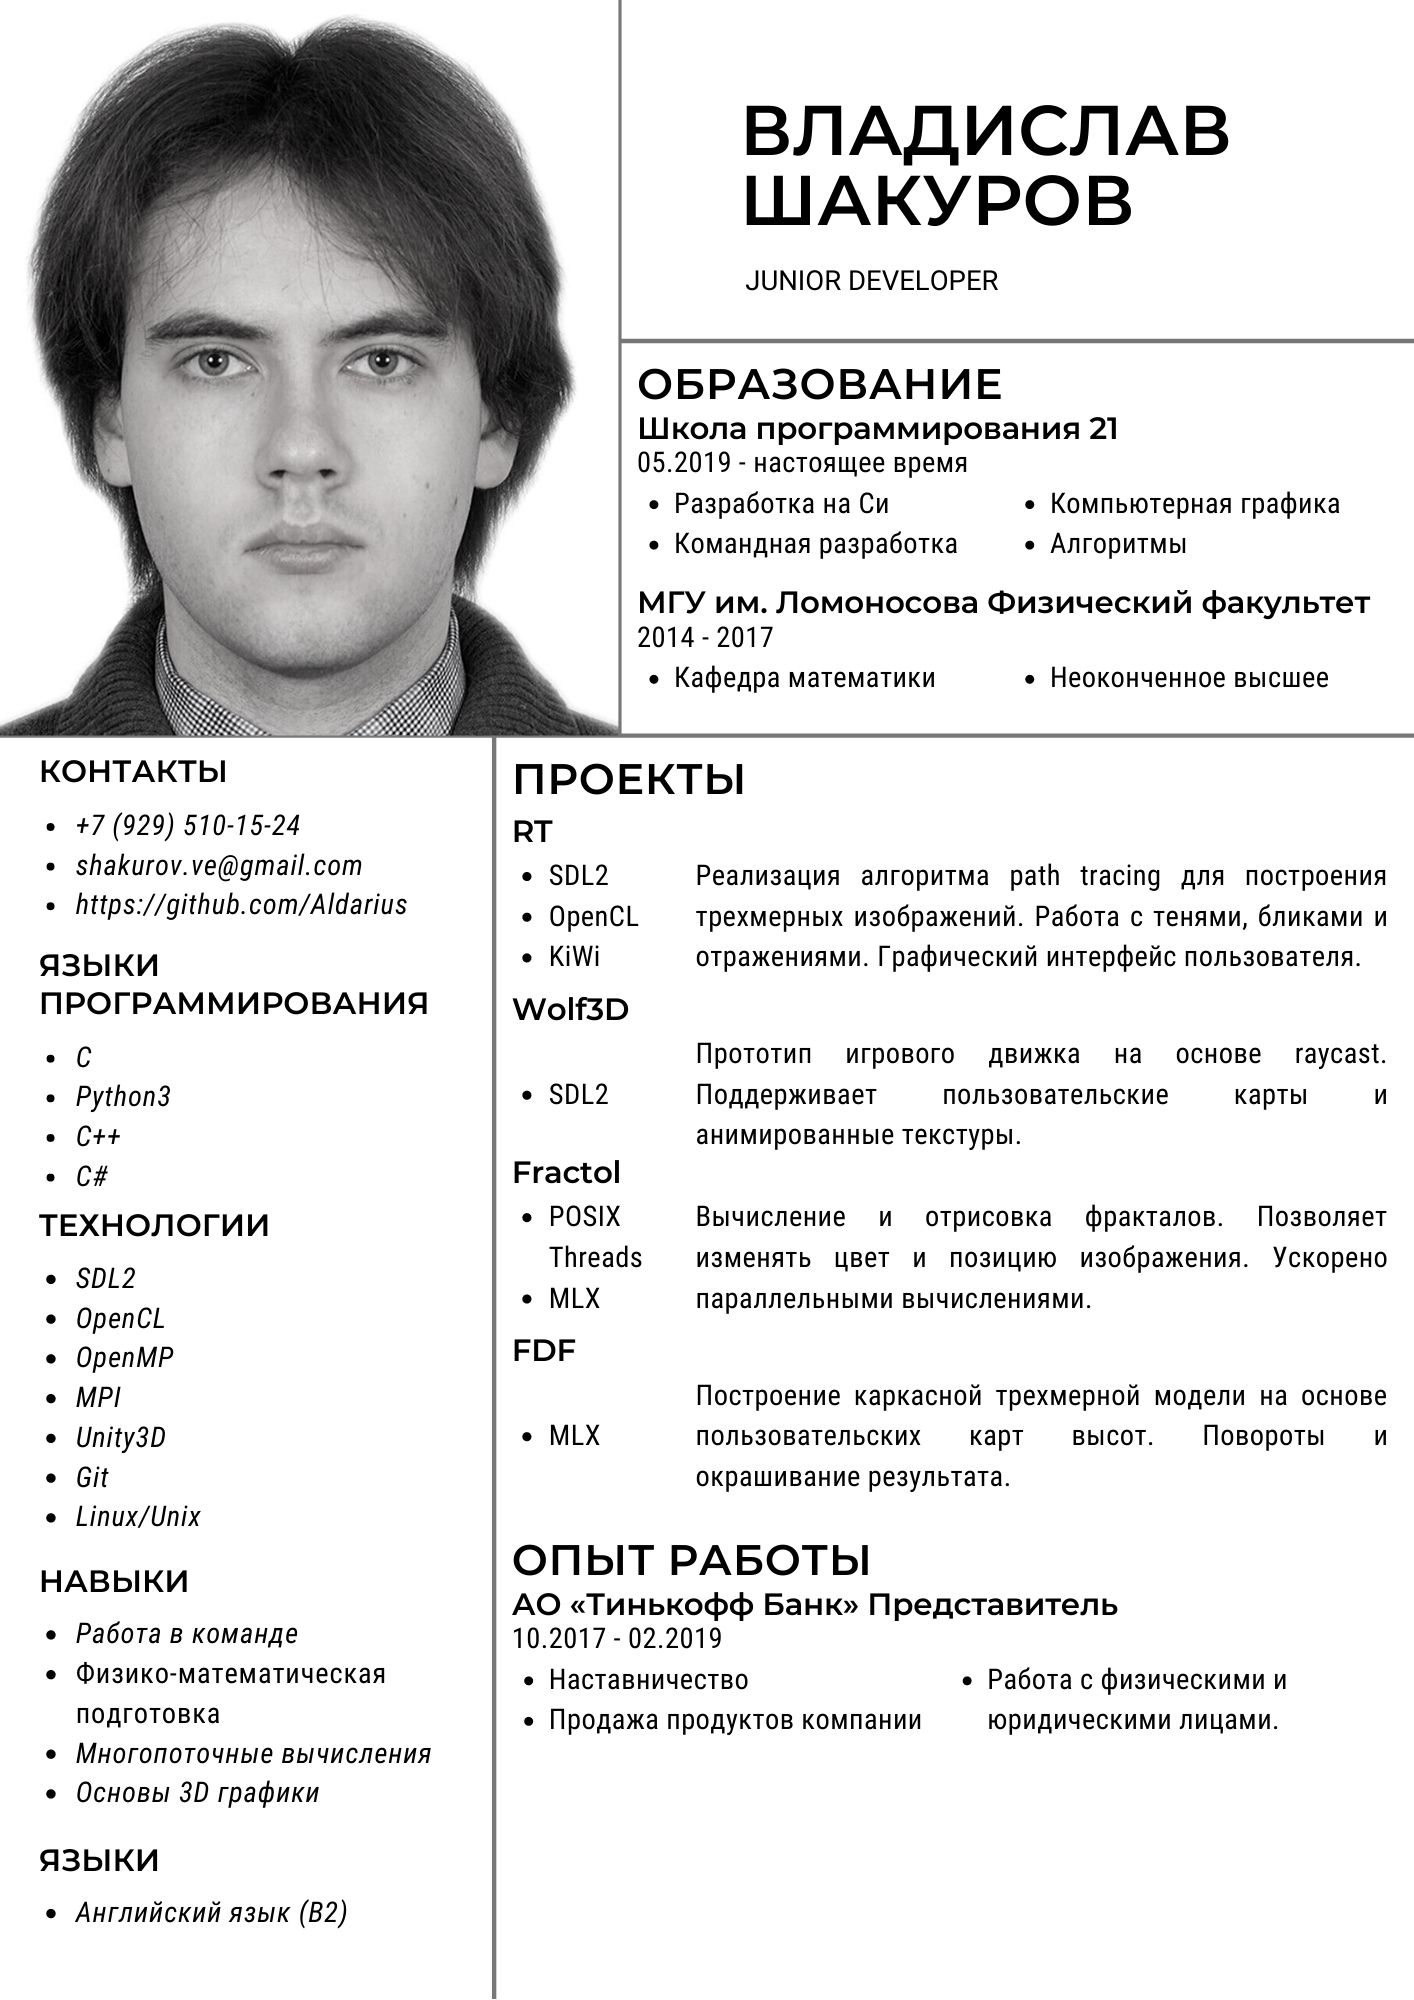 ВЛАДИСЛАВ
ШАКУРОВ
JUNIOR DEVELOPER
ОБРАЗОВАНИЕ
Школа программирования 21
05.2019 - настоящее время
• Разработка на Си
• Командная разработка
• Компьютерная графика
• Алгоритмы
МГУ им. Ломоносова Физический факультет
2014 - 2017
• Кафедра математики
• Неоконченное высшее
КОНТАКТЫ
• +7 (929) 510-15-24
• shakurov.ve@gmail.com
• https://github.com/Aldarius
ЯЗЫКИ
ПРОГРАММИРОВАНИЯ
• C
• Python3
• C++
• C#
ТЕХНОЛОГИИ
• SDL2
• OpenCL
• OpenMP
• MPI
• Unity3D
• Git
• Linux/Unix
НАВЫКИ
• Работа в команде
• Физико-математическая
подготовка
• Многопоточные вычисления
• Основы 3D графики
ЯЗЫКИ
• Английский язык (B2)
ПРОЕКТЫ
RT
• SDL2
• OpenCL
• KiWi
Реализация алгоритма path tracing для построения
трехмерных изображений. Работа с тенями, бликами и
отражениями. Графический интерфейс пользователя.
Wolf3D
• SDL2
Прототип игрового движка на основе raycast.
Поддерживает пользовательские карты и
анимированные текстуры.
Fractol
• POSIX
Threads
• MLX
Вычисление и отрисовка фракталов. Позволяет
изменять цвет и позицию изображения. Ускорено
параллельными вычислениями.
FDF
• MLX
Построение каркасной трехмерной модели на основе
пользовательских карт высот. Повороты и
окрашивание результата.
ОПЫТ РАБОТЫ
АО «Тинькофф Банк» Представитель
10.2017 - 02.2019
• Наставничество
• Продажа продуктов компании
• Работа с физическими и
юридическими лицами.